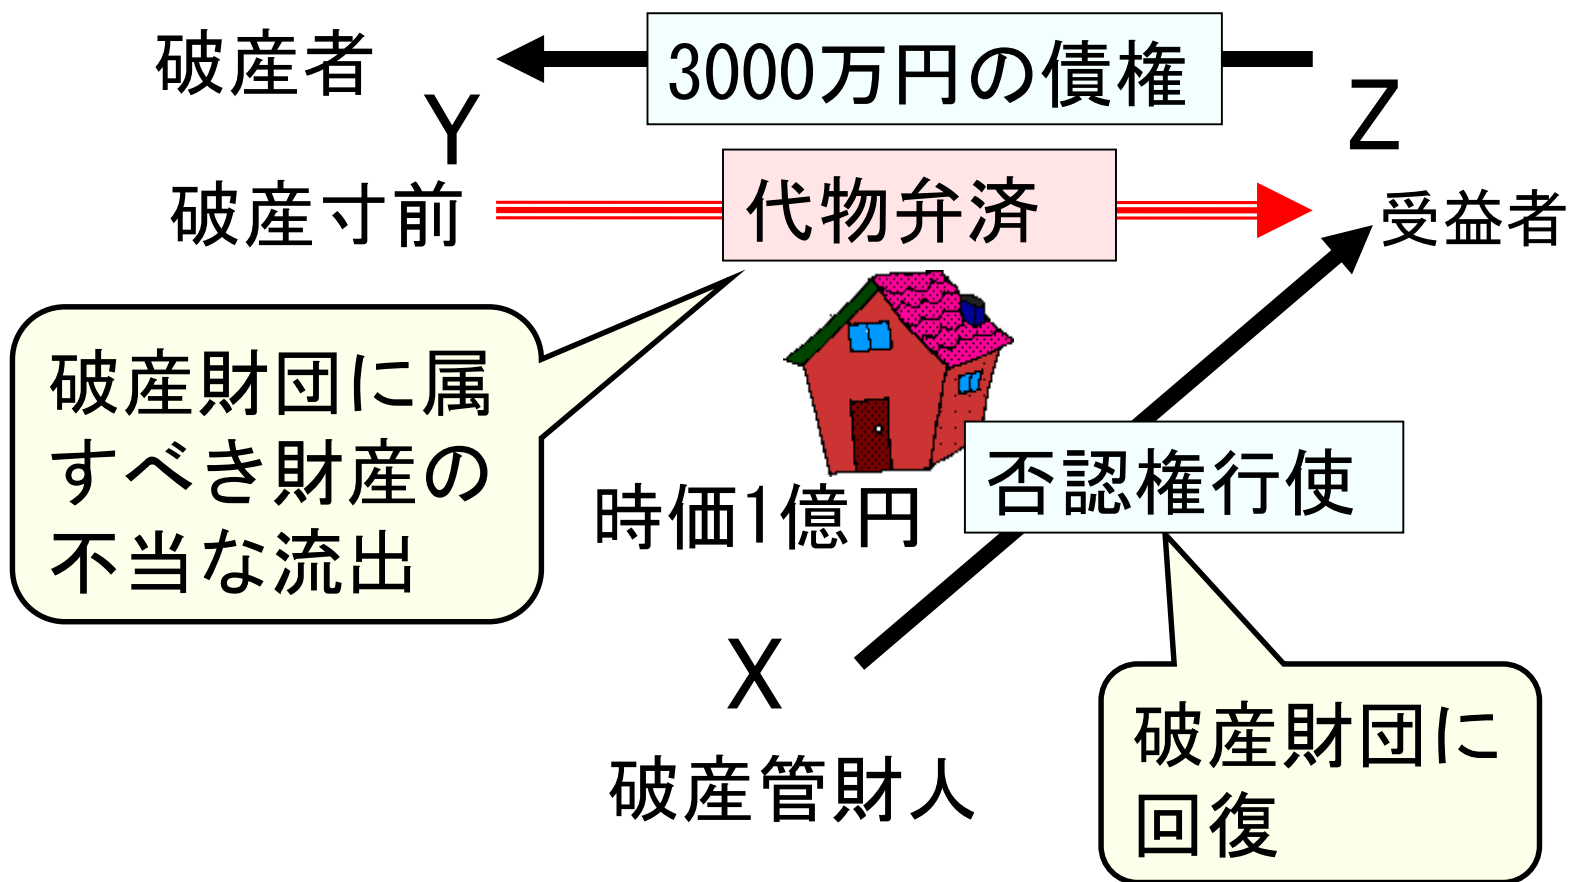 破産者
3000万円の債権
Y
Z
破産寸前
代物弁済
受益者
破産財団に属
すべき財産の
不当な流出
時価1億円
否認権行使
X
破産管財人
破産財団に
回復